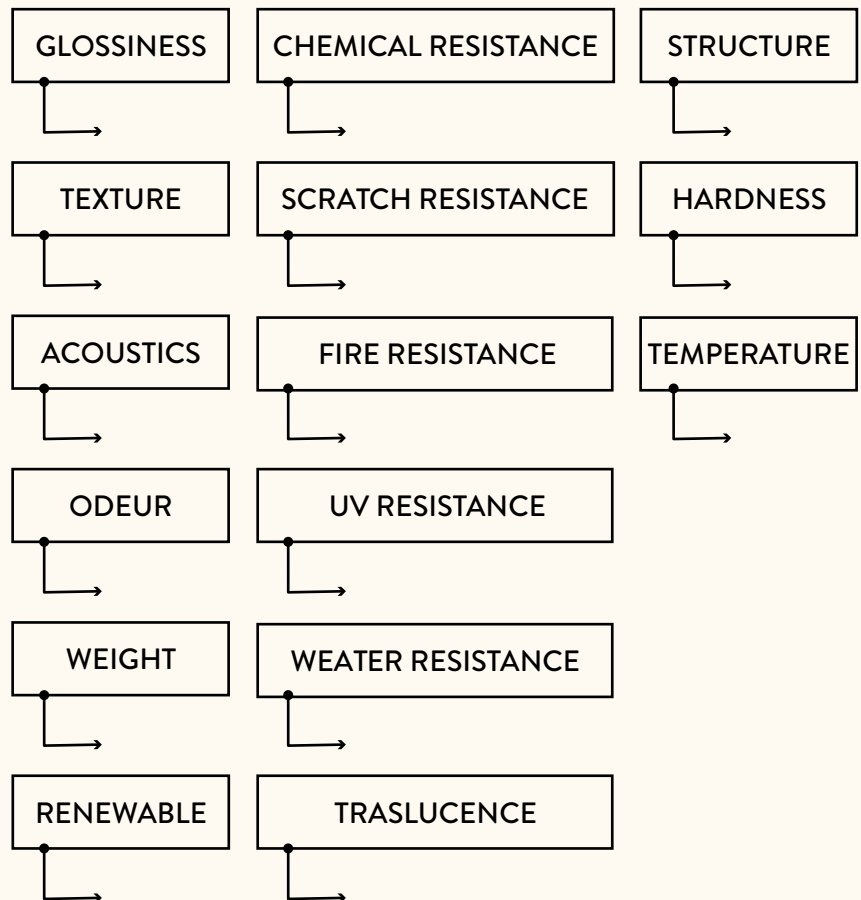 GLOSSINESS
CHEMICAL RESISTANCE
STRUCTURE
TEXTURE
SCRATCH RESISTANCE
HARDNESS
ACOUSTICS
FIRE RESISTANCE
TEMPERATURE
ODEUR
UV RESISTANCE
WEIGHT
WEATER RESISTANCE
RENEWABLE
TRASLUCENCE